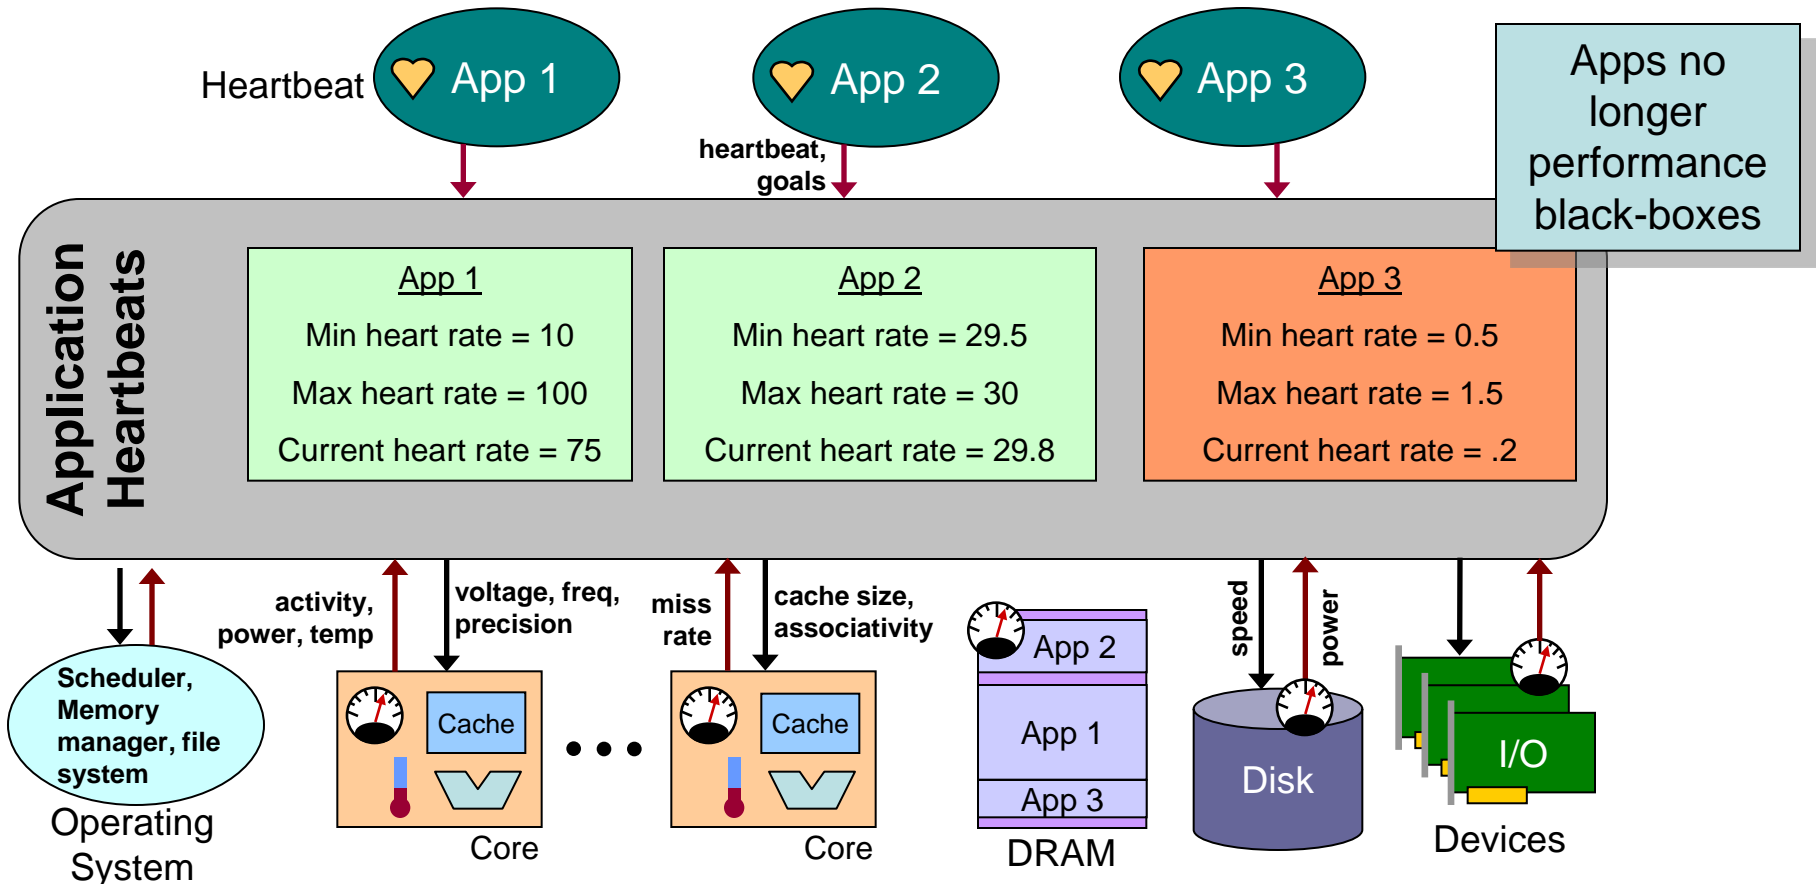 Heartbeat
App 1
App 2
App 3
Apps no
longer
performance
black-boxes
heartbeat,
goals
Application
Heartbeats
App 1
Min heart rate = 10
Max heart rate = 100
Current heart rate = 75
App 2
Min heart rate = 29.5
Max heart rate = 30
Current heart rate = 29.8
App 3
Min heart rate = 0.5
Max heart rate = 1.5
Current heart rate = .2
activity,
power, temp
voltage, freq,
precision
miss
rate
cache size,
associativity
speed
power
Scheduler,
Memory
manager, file
system
Operating
System
Cache
Core
Cache
Core
App 2
App 1
App 3
DRAM
Disk
I/O
Devices